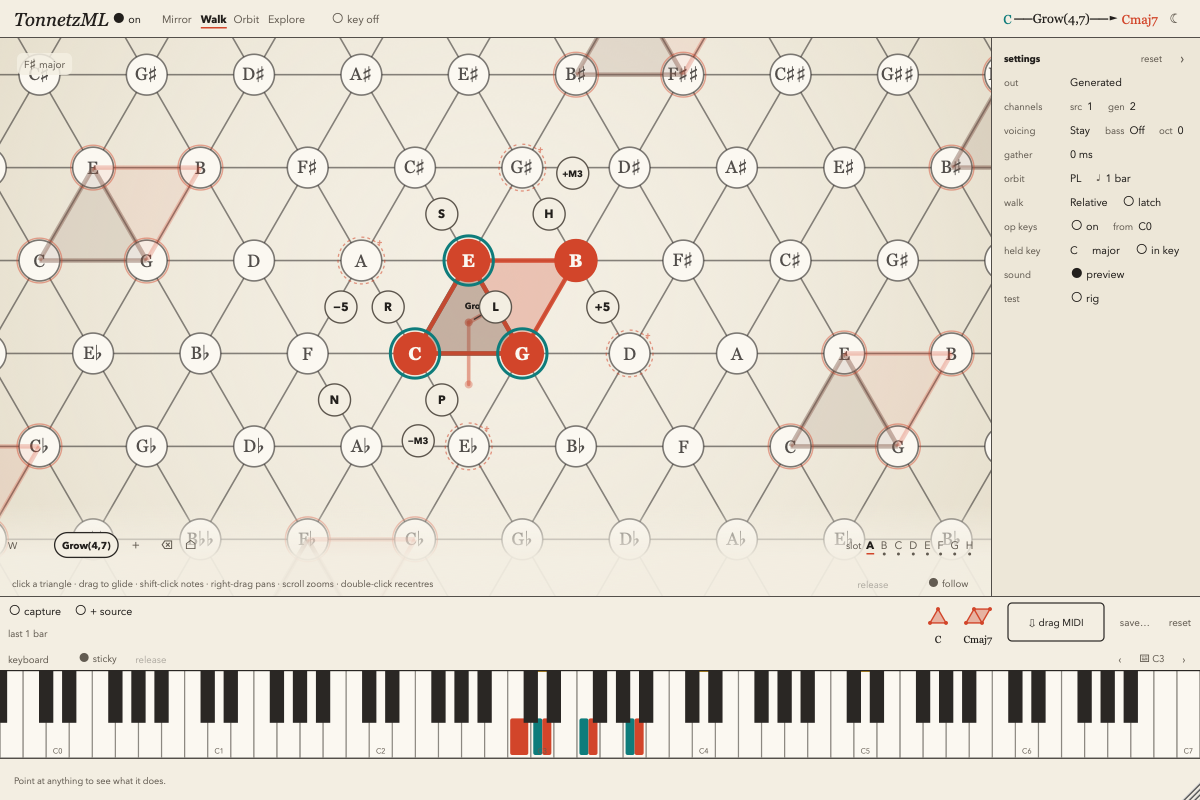 TonnetzML on Mirror Walk Orbit Explore key off C Grow(4,7) Cmaj7
F♯ major
C♯ G♯ D♯ A♯ E♯ B♯ F♯♯ C♯♯ G♯♯
E B F♯ C♯ G♯ +M3 D♯ A♯ E♯ B♯
S H
C G D A E B F♯ C♯ G♯
−5 R Gro L +5
E♭ B♭ F C G D A E B
N P
C♭ G♭ D♭ A♭ −M3 E♭ B♭ F C G
B♭♭ F♭ C♭ G♭ D♭ A♭ E♭ B♭
W Grow(4,7) + slot A B C D E F G H
click a triangle · drag to glide · shift-click notes · right-drag pans · scroll zooms · double-click recentres release follow
settings reset ›
out Generated
channels src 1 gen 2
voicing Stay bass Off oct 0
gather 0 ms
orbit PL ♩ 1 bar
walk Relative latch
op keys on from C0
held key C major in key
sound preview
test rig
capture + source
last 1 bar
C Cmaj7 ⇩ drag MIDI save… reset
keyboard sticky release ‹ C3 ›
C0 C1 C2 C4 C5 C6 C7
Point at anything to see what it does.